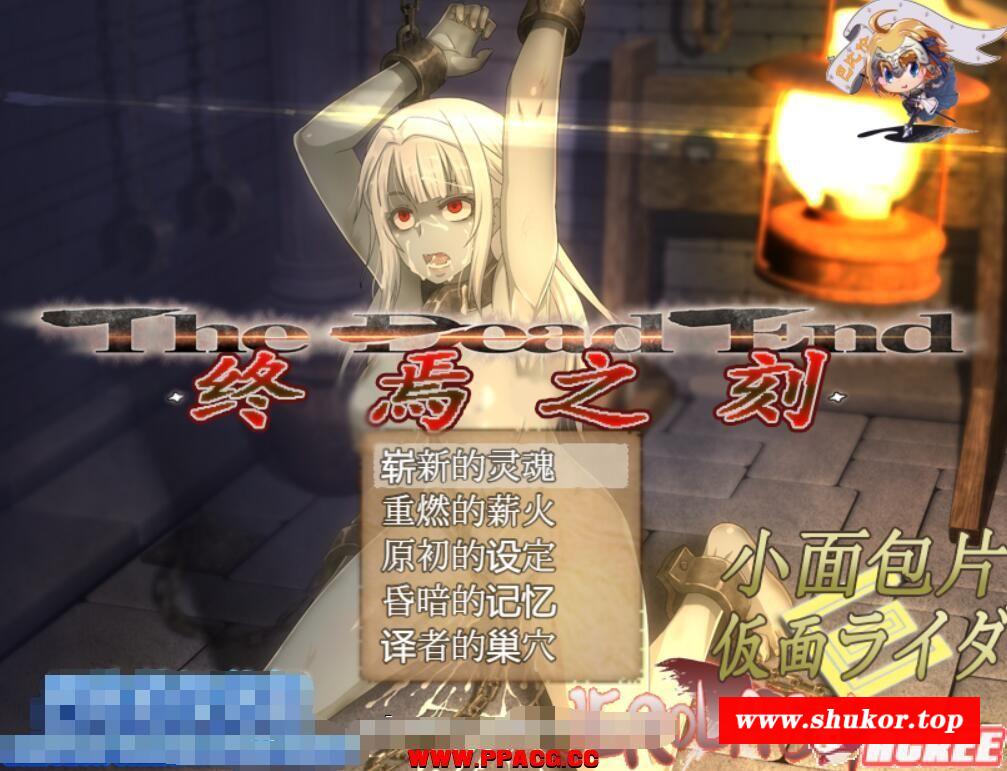 The Dead End
终焉之刻
崭新的灵魂
重燃的薪火
原初的设定
昏暗的记忆
译者的巢穴
小面包片
仮面ライダ
www.shukor.top
WWW.PPACG.CC